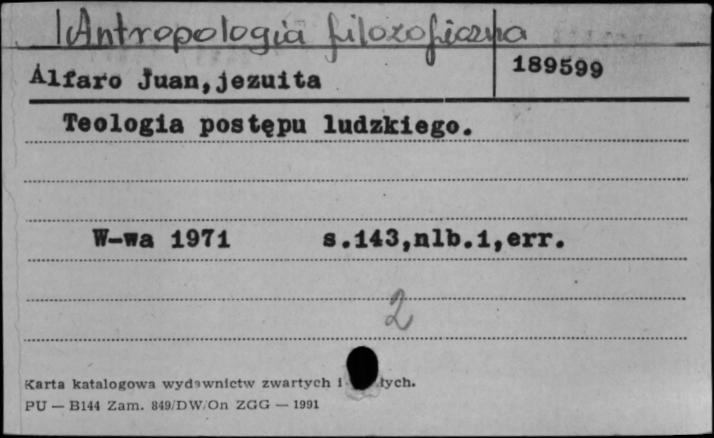 Antropologia filozoficzna
Alfaro Juan,jezuita
189599
Teologia postępu ludzkiego.
W-wa 1971 s.143,nlb.1,err.
2
Karta katalogowa wydawnictw zwartych i
PU — B144 Zam. 849/DW/On ZGG — 1991